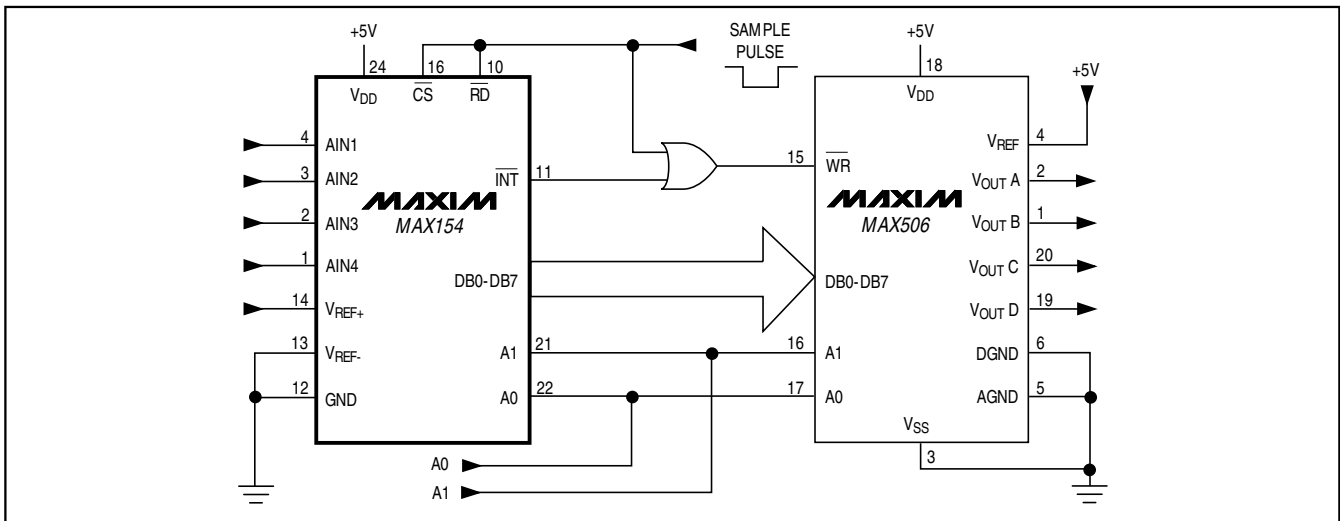 +5V
24
16
10
SAMPLE
PULSE
+5V
18
+5V
VDD
CS
RD
VDD
4
AIN1
VREF
4
3
AIN2
INT
11
15
WR
VOUT A
2
MAXIM
MAX154
MAXIM
MAX506
2
AIN3
VOUT B
1
1
AIN4
DB0-DB7
DB0-DB7
VOUT C
20
14
VREF+
VOUT D
19
13
VREF-
A1
21
16
A1
DGND
6
12
GND
A0
22
17
A0
AGND
5
VSS
3
A0
A1